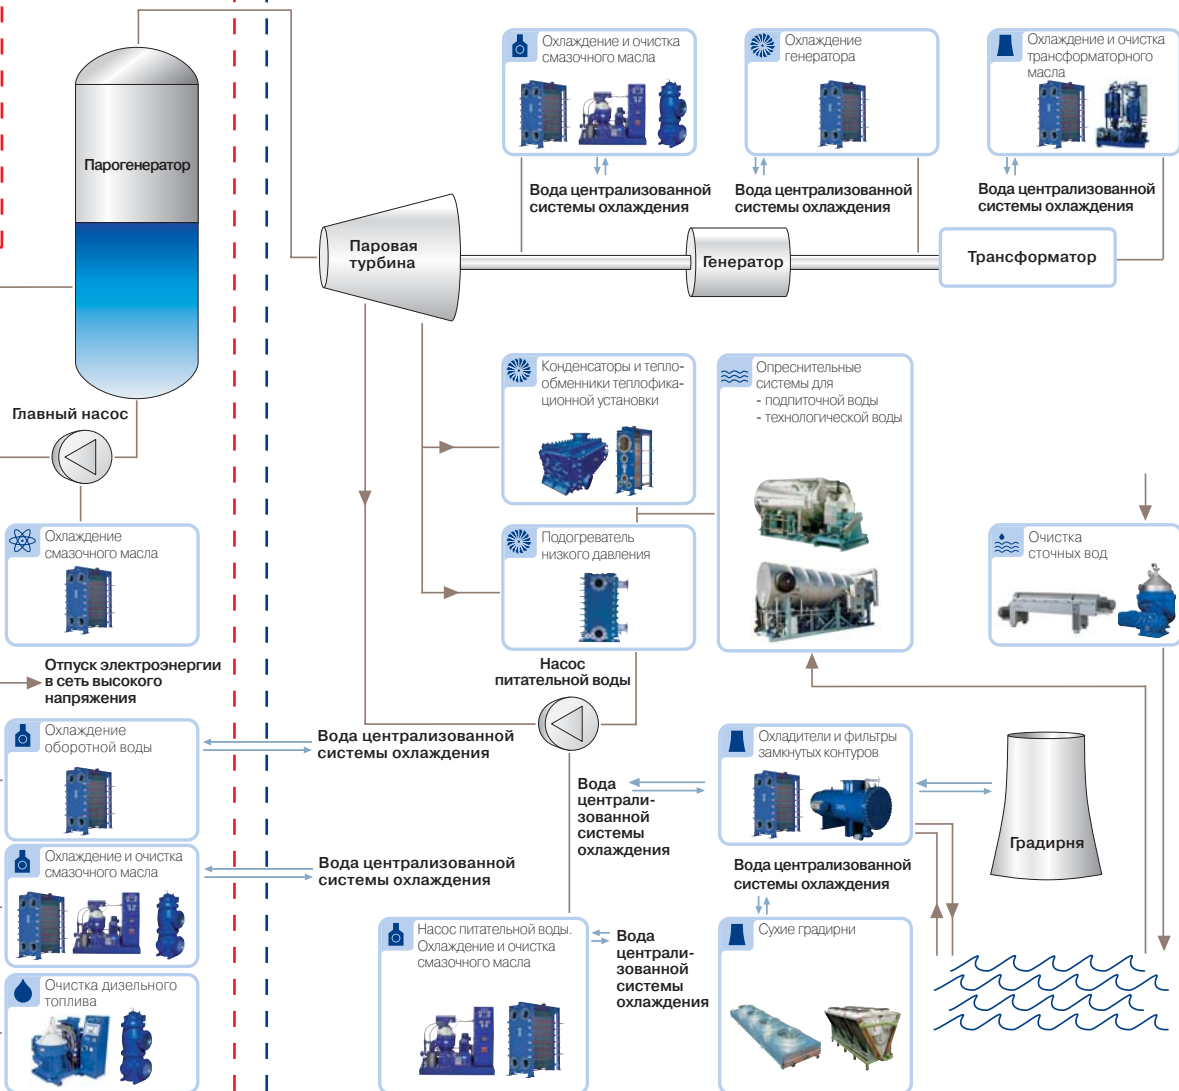 Охлаждение и очистка
смазочного масла
Охлаждение
генератора
Охлаждение и очистка
трансформаторного
масла
Парогенератор
Вода централизованной
системы охлаждения
Вода централизованной
системы охлаждения
Вода централизованной
системы охлаждения
Паровая
турбина
Генератор
Трансформатор
Конденсаторы и тепло-
обменники теплофика-
ционной установки
Опреснительные
системы для
- подпиточной воды
- технологической воды
Главный насос
Охлаждение
смазочного масла
Подогреватель
низкого давления
Очистка
сточных вод
Отпуск электроэнергии
в сеть высокого
напряжения
Насос
питательной воды
Охлаждение
оборотной воды
Вода централизованной
системы охлаждения
Охладители и фильтры
замкнутых контуров
Вода
централи-
зованной
системы
охлаждения
Градирня
Охлаждение и очистка
смазочного масла
Вода централизованной
системы охлаждения
Вода централизованной
системы охлаждения
Насос питательной воды.
Охлаждение и очистка
смазочного масла
Вода
централи-
зованной
системы
охлаждения
Сухие градирни
Очистка дизельного
топлива